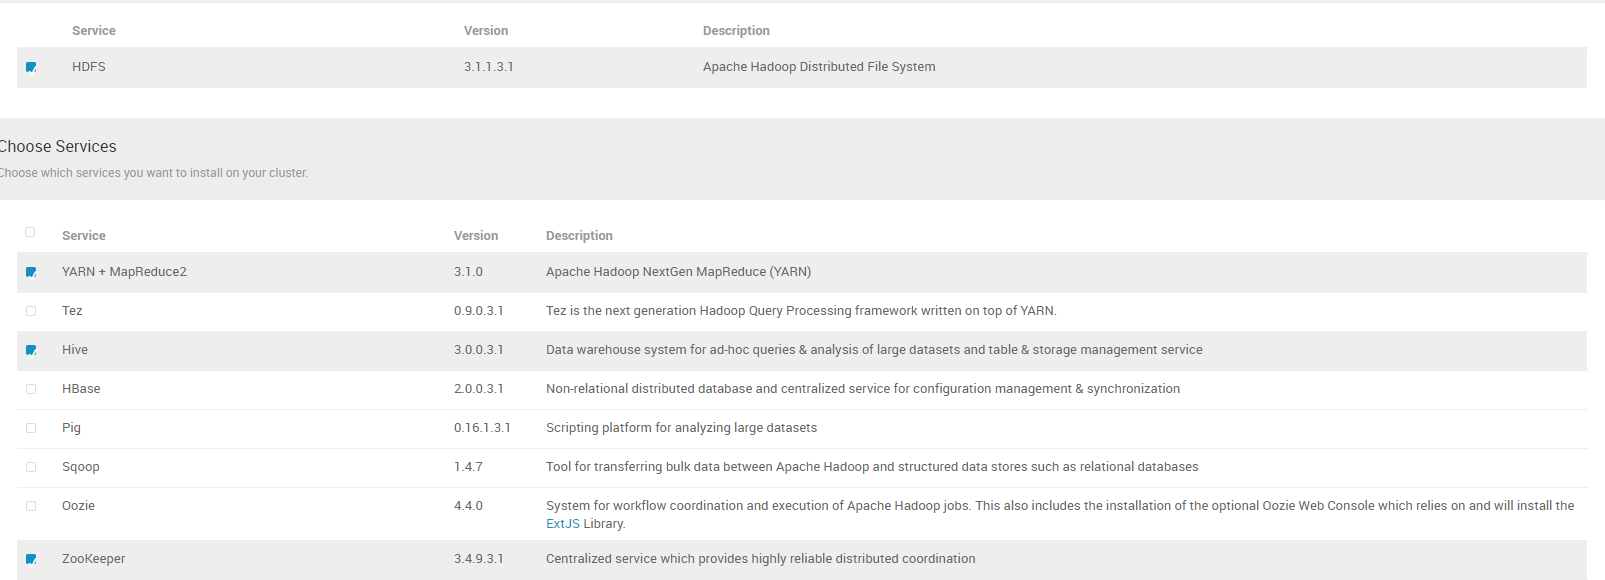 Service Version Description
HDFS 3.1.1.3.1 Apache Hadoop Distributed File System
Choose Services
Choose which services you want to install on your cluster.
Service Version Description
YARN + MapReduce2 3.1.0 Apache Hadoop NextGen MapReduce (YARN)
Tez 0.9.0.3.1 Tez is the next generation Hadoop Query Processing framework written on top of YARN.
Hive 3.0.0.3.1 Data warehouse system for ad-hoc queries & analysis of large datasets and table & storage management service
HBase 2.0.0.3.1 Non-relational distributed database and centralized service for configuration management & synchronization
Pig 0.16.1.3.1 Scripting platform for analyzing large datasets
Sqoop 1.4.7 Tool for transferring bulk data between Apache Hadoop and structured data stores such as relational databases
Oozie 4.4.0 System for workflow coordination and execution of Apache Hadoop jobs. This also includes the installation of the optional Oozie Web Console which relies on and will install the
ExtJS Library.
ZooKeeper 3.4.9.3.1 Centralized service which provides highly reliable distributed coordination